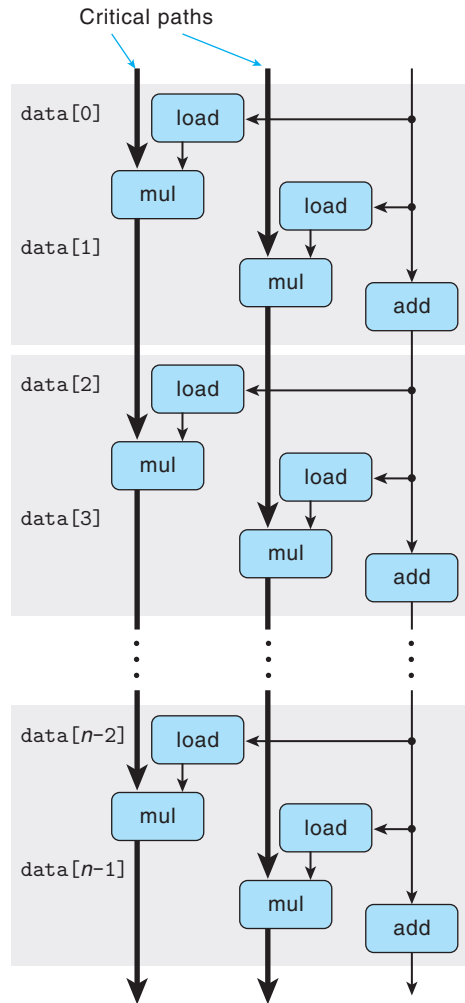 Critical paths
data[0]
load
mul
load
data[1]
mul
add
data[2]
load
mul
load
data[3]
mul
add
data[n-2]
load
mul
load
data[n-1]
mul
add